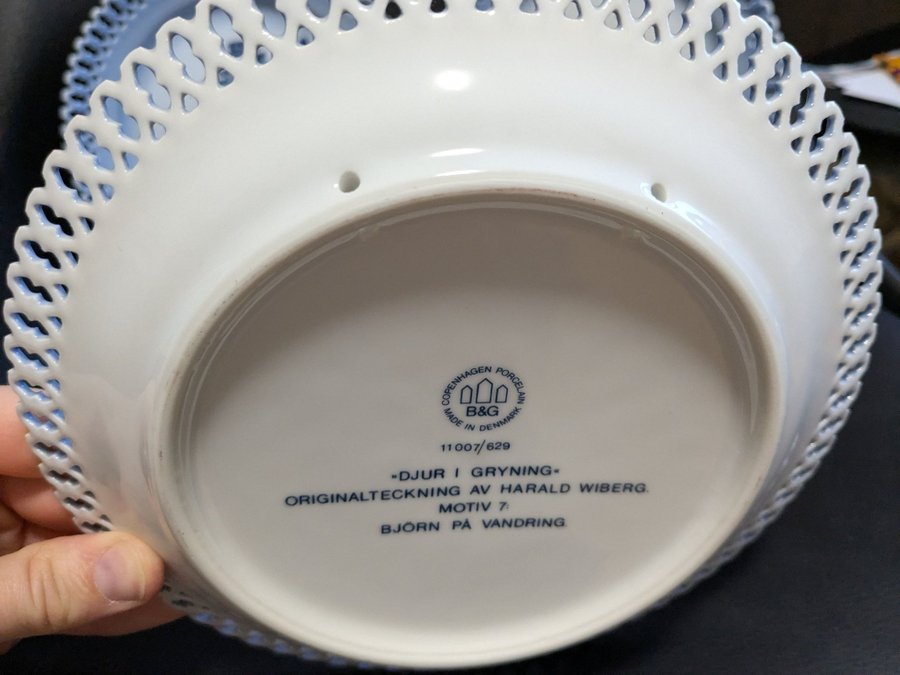 COPENHAGEN PORCELAIN
B&G
MADE IN DENMARK
11007/629
"DJUR I GRYNING"
ORIGINALTECKNING AV HARALD WIBERG.
MOTIV 7:
BJÖRN PÅ VANDRING.